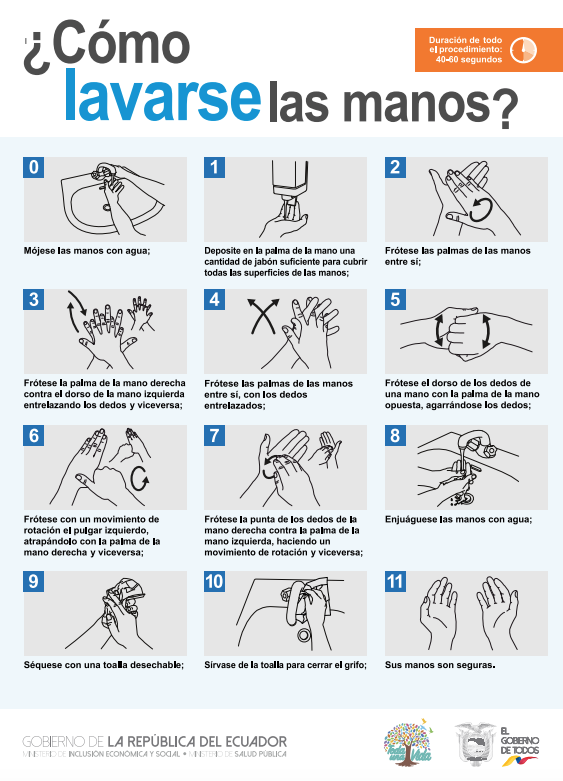 ¿Cómo
lavarse las manos?
Duración de todo
el procedimiento:
40-60 segundos
0
Mójese las manos con agua;
1
Deposite en la palma de la mano una
cantidad de jabón suficiente para cubrir
todas las superficies de las manos;
2
Frótese las palmas de las manos
entre sí;
3
Frótese la palma de la mano derecha
contra el dorso de la mano izquierda
entrelazando los dedos y viceversa;
4
Frótese las palmas de las manos
entre sí, con los dedos
entrelazados;
5
Frótese el dorso de los dedos de
una mano con la palma de la mano
opuesta, agarrándose los dedos;
6
Frótese con un movimiento de
rotación el pulgar izquierdo,
atrapándolo con la palma de la
mano derecha y viceversa;
7
Frótese la punta de los dedos de la
mano derecha contra la palma de la
mano izquierda, haciendo un
movimiento de rotación y viceversa;
8
Enjuáguese las manos con agua;
9
Séquese con una toalla desechable;
10
Sírvase de la toalla para cerrar el grifo;
11
Sus manos son seguras.
GOBIERNO DE LA REPÚBLICA DEL ECUADOR
MINISTERIO DE INCLUSIÓN ECONÓMICA Y SOCIAL • MINISTERIO DE SALUD PÚBLICA
Toda
una Vida
EL
GOBIERNO
DE TODOS